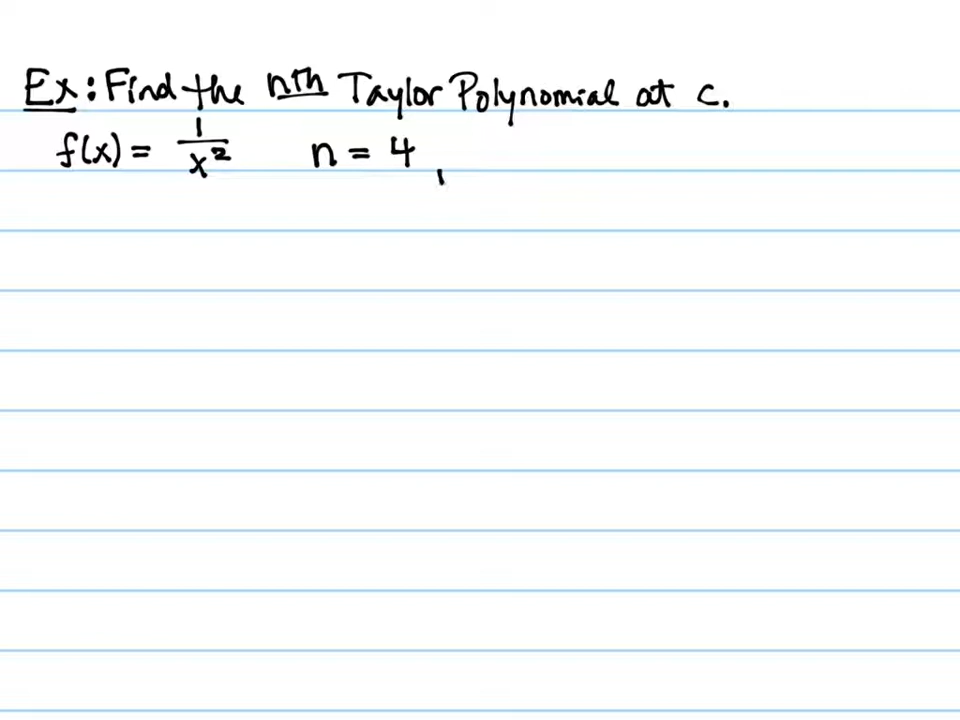 Ex: Find the nth Taylor Polynomial at c.
f(x) = 1/x² n = 4,